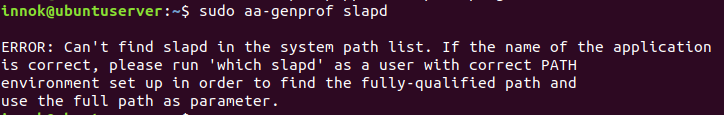 innok@ubuntuserver:~$ sudo aa-genprof slapd
ERROR: Can't find slapd in the system path list. If the name of the application
is correct, please run 'which slapd' as a user with correct PATH
environment set up in order to find the fully-qualified path and
use the full path as parameter.